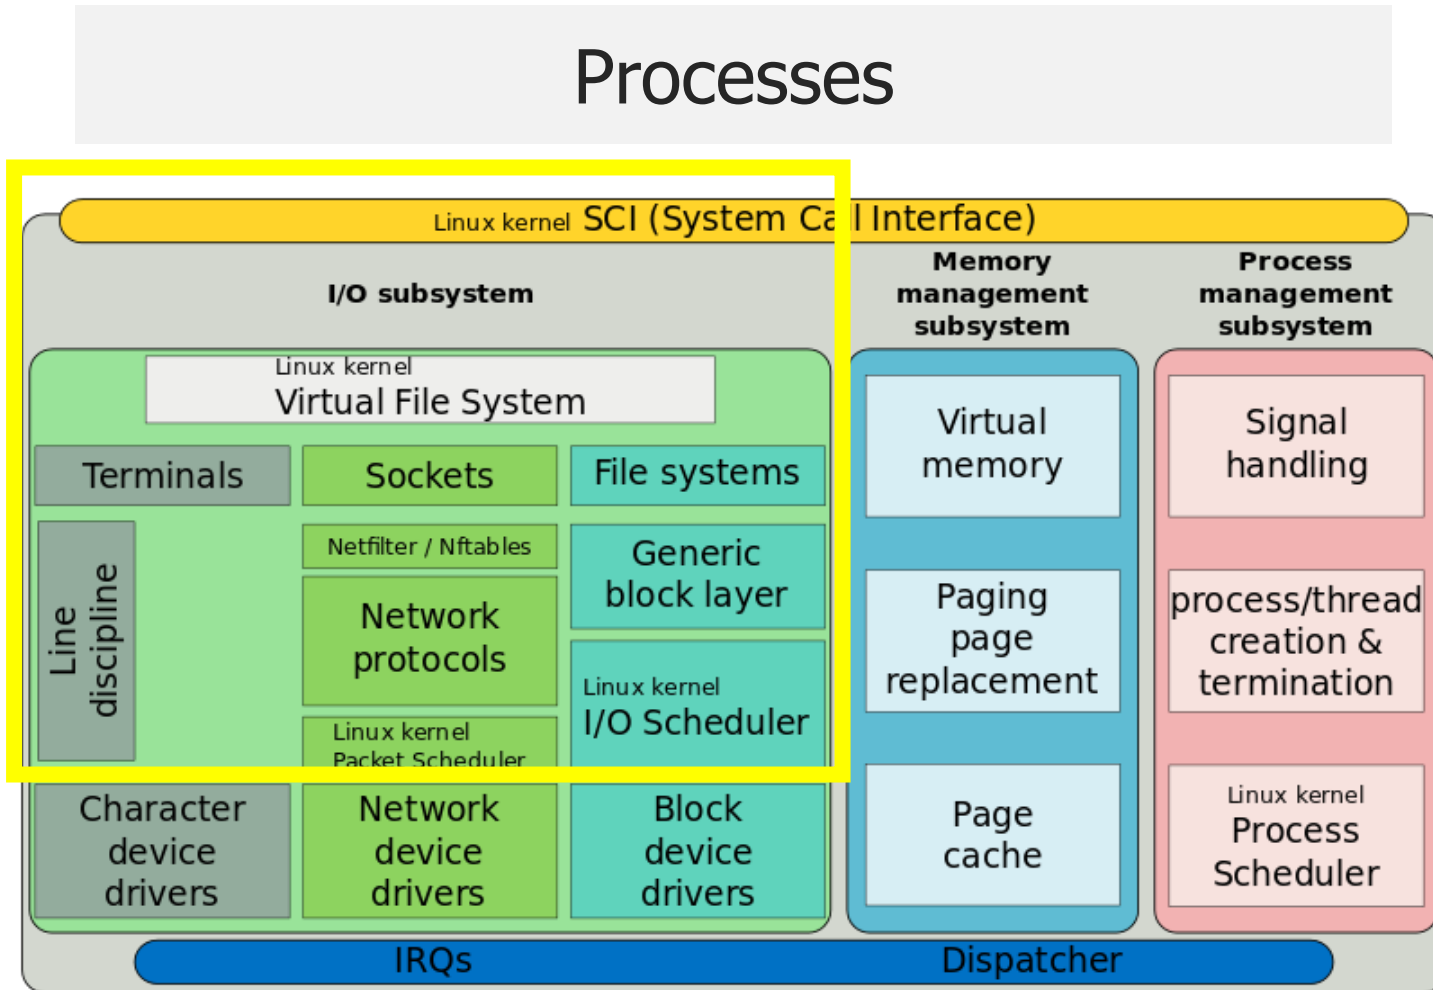 Processes
Linux kernel SCI (System Call Interface)
I/O subsystem
Memory
management
subsystem
Process
management
subsystem
Linux kernel
Virtual File System
Terminals
Sockets
File systems
Line
discipline
Netfilter / Nftables
Network
protocols
Linux kernel
Packet Scheduler
Generic
block layer
Linux kernel
I/O Scheduler
Character
device
drivers
Network
device
drivers
Block
device
drivers
Virtual
memory
Paging
page
replacement
Page
cache
Signal
handling
process/thread
creation &
termination
Linux kernel
Process
Scheduler
IRQs
Dispatcher